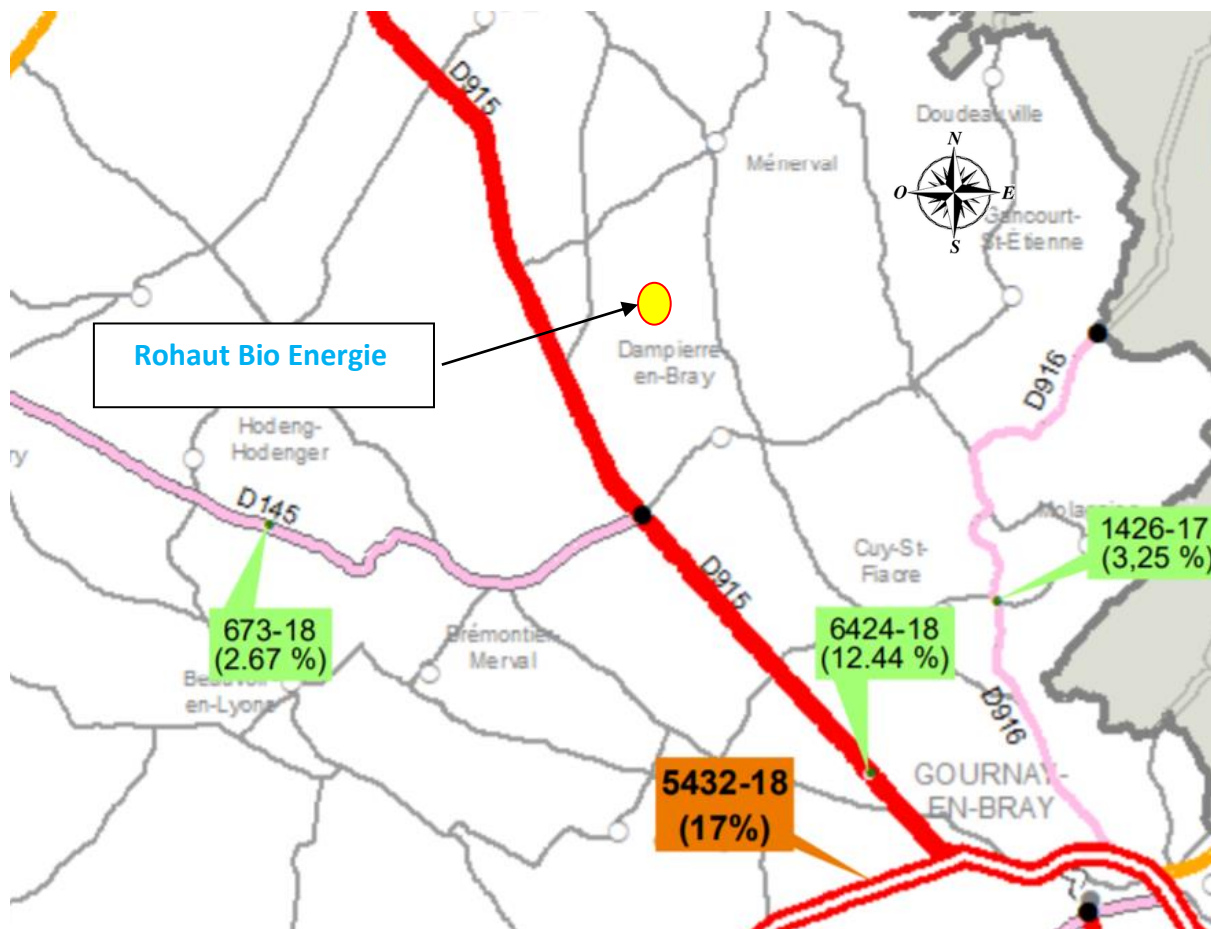 D915
Doudeauville
Ménerval
N
O
E
S
Gancourt-
St-Étienne
Rohaut Bio Energie
Dampierre-
en-Bray
D916
Hodeng-
Hodenger
ry
D145
1426-17
(3,25 %)
Cuy-St-
Fiacre
D915
673-18
(2.67 %)
Brémontier-
Merval
6424-18
(12.44 %)
en-Lyons
D916
5432-18
(17%)
GOURNAY-
EN-BRAY